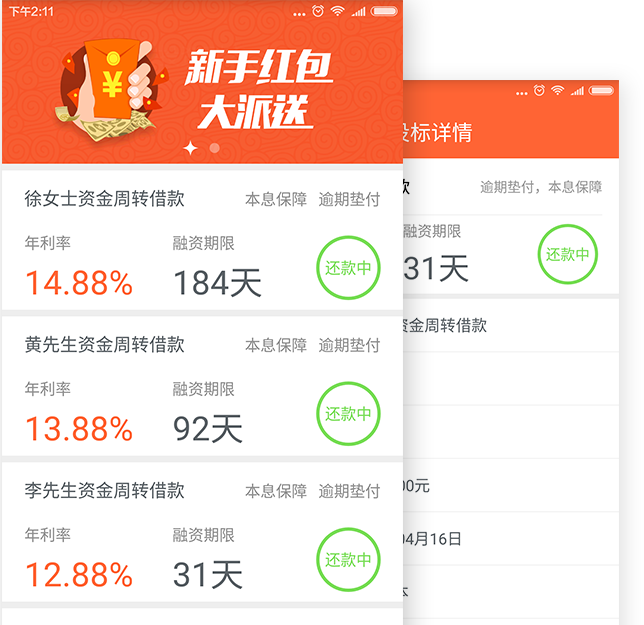 下午2:11
¥
新手红包
大派送
徐女士资金周转借款 本息保障 逾期垫付
年利率 融资期限
14.88% 184天 还款中
黄先生资金周转借款 本息保障 逾期垫付
年利率 融资期限
13.88% 92天 还款中
李先生资金周转借款 本息保障 逾期垫付
年利率 融资期限
12.88% 31天 还款中
投标详情
款 逾期垫付，本息保障
融资期限
31天 还款中
资金周转借款
00元
04月16日